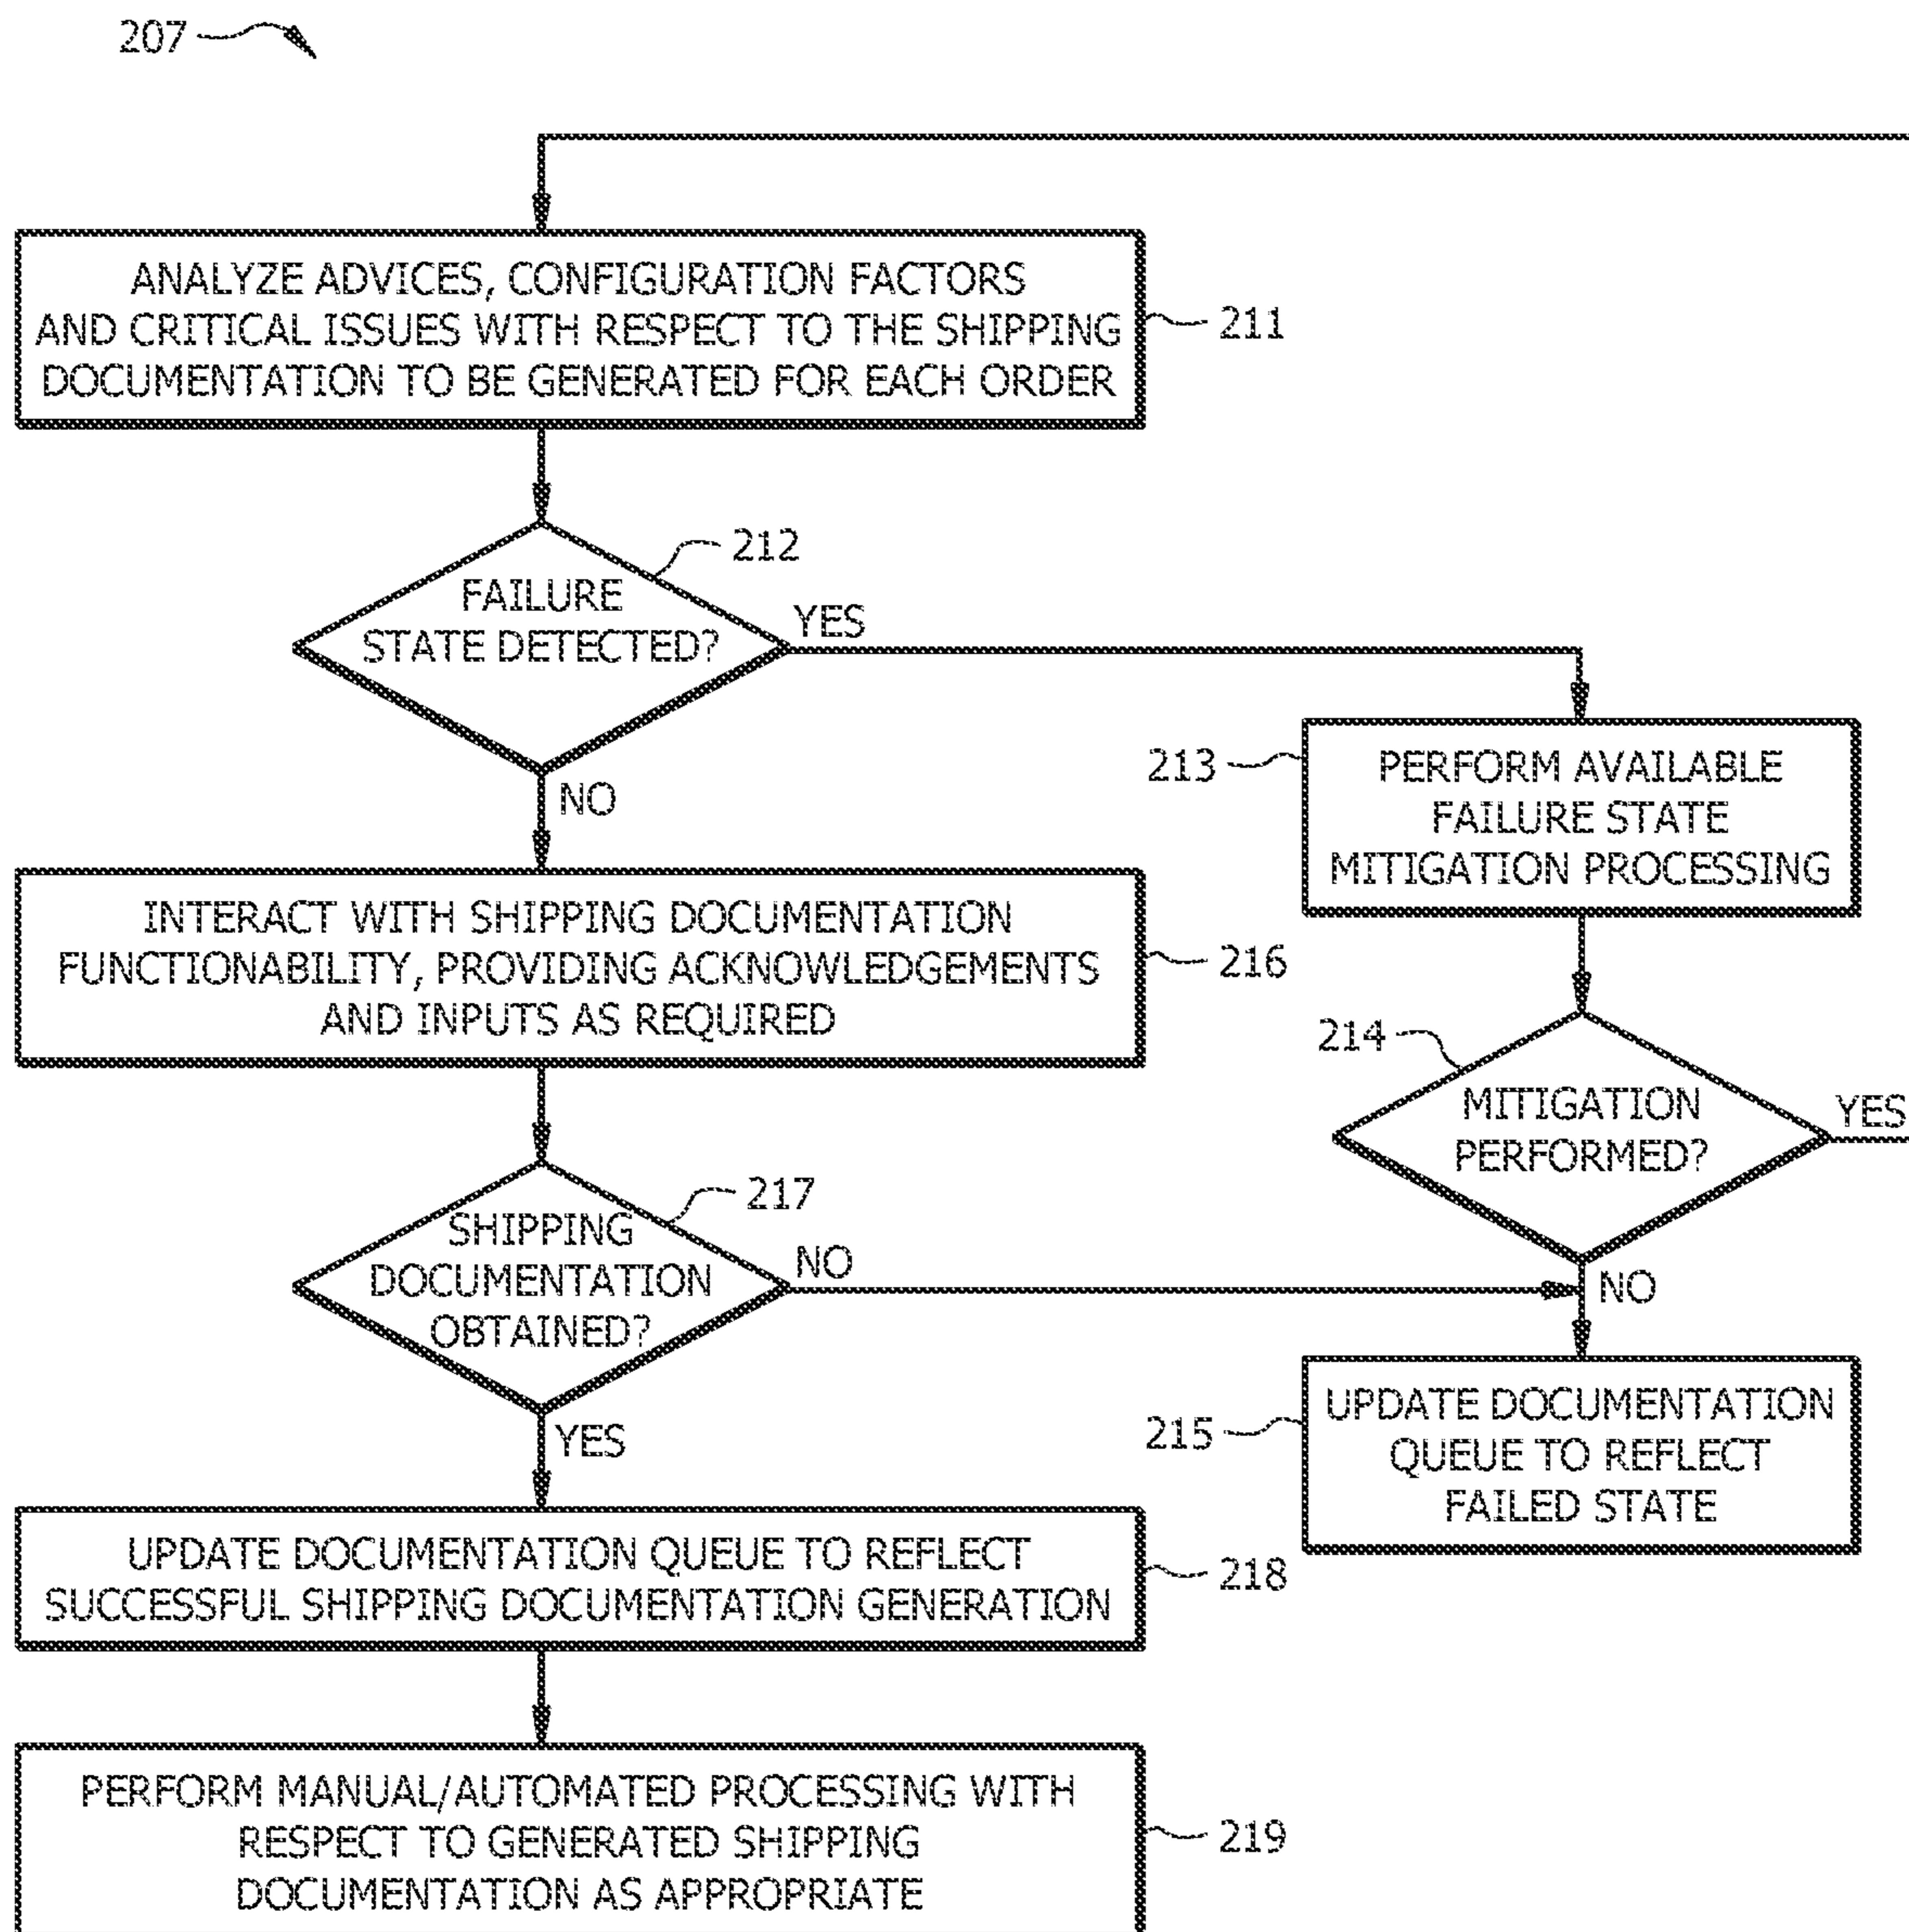 207
ANALYZE ADVICES, CONFIGURATION FACTORS
AND CRITICAL ISSUES WITH RESPECT TO THE SHIPPING
DOCUMENTATION TO BE GENERATED FOR EACH ORDER
211
212
FAILURE
STATE DETECTED?
YES
NO
213
PERFORM AVAILABLE
FAILURE STATE
MITIGATION PROCESSING
INTERACT WITH SHIPPING DOCUMENTATION
FUNCTIONABILITY, PROVIDING ACKNOWLEDGEMENTS
AND INPUTS AS REQUIRED
216
214
MITIGATION
PERFORMED?
YES
NO
217
SHIPPING
DOCUMENTATION
OBTAINED?
NO
YES
215
UPDATE DOCUMENTATION
QUEUE TO REFLECT
FAILED STATE
UPDATE DOCUMENTATION QUEUE TO REFLECT
SUCCESSFUL SHIPPING DOCUMENTATION GENERATION
218
PERFORM MANUAL/AUTOMATED PROCESSING WITH
RESPECT TO GENERATED SHIPPING
DOCUMENTATION AS APPROPRIATE
219